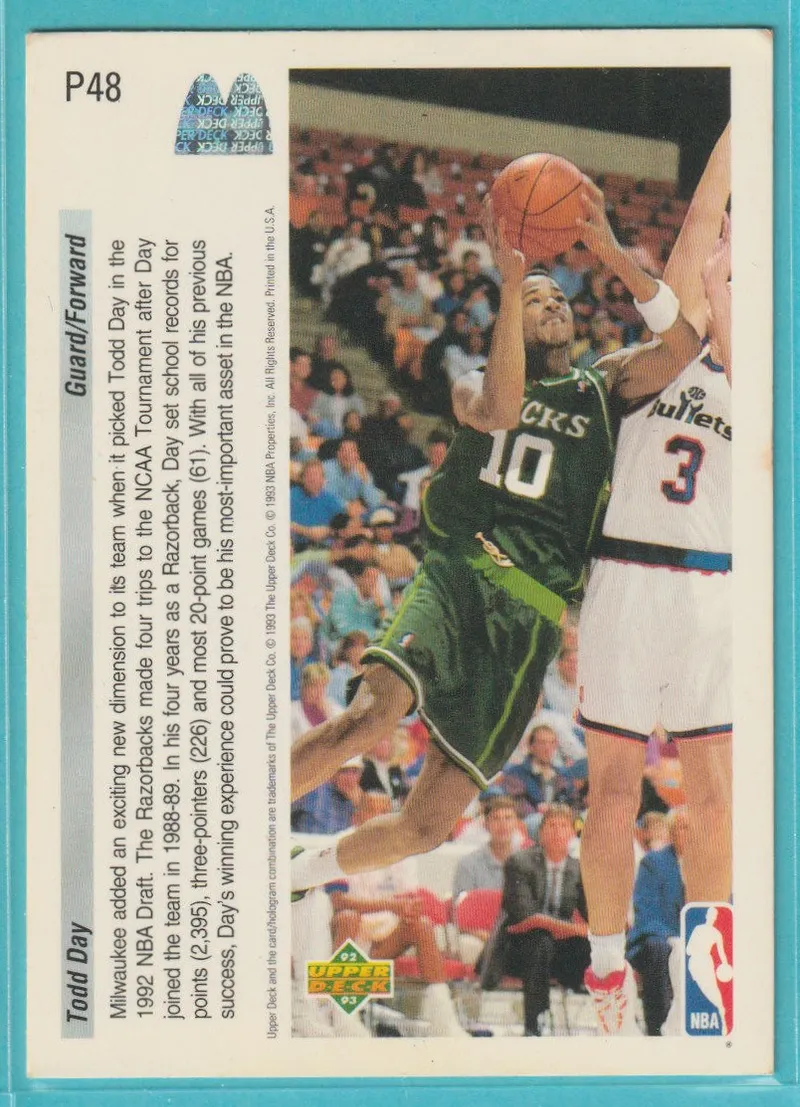 P48
Todd Day Guard/Forward
Milwaukee added an exciting new dimension to its team when it picked Todd Day in the
1992 NBA Draft. The Razorbacks made four trips to the NCAA Tournament after Day
joined the team in 1988-89. In his four years as a Razorback, Day set school records for
points (2,395), three-pointers (226) and most 20-point games (61). With all of his previous
success, Day's winning experience could prove to be his most-important asset in the NBA.
Upper Deck and the card/hologram combination are trademarks of The Upper Deck Co. © 1993 The Upper Deck Co. © 1993 NBA Properties, Inc. All Rights Reserved. Printed in the U.S.A.
UPPER DECK
UCKS
10
Bullets
3
92
UPPER
DECK
93
NBA
®